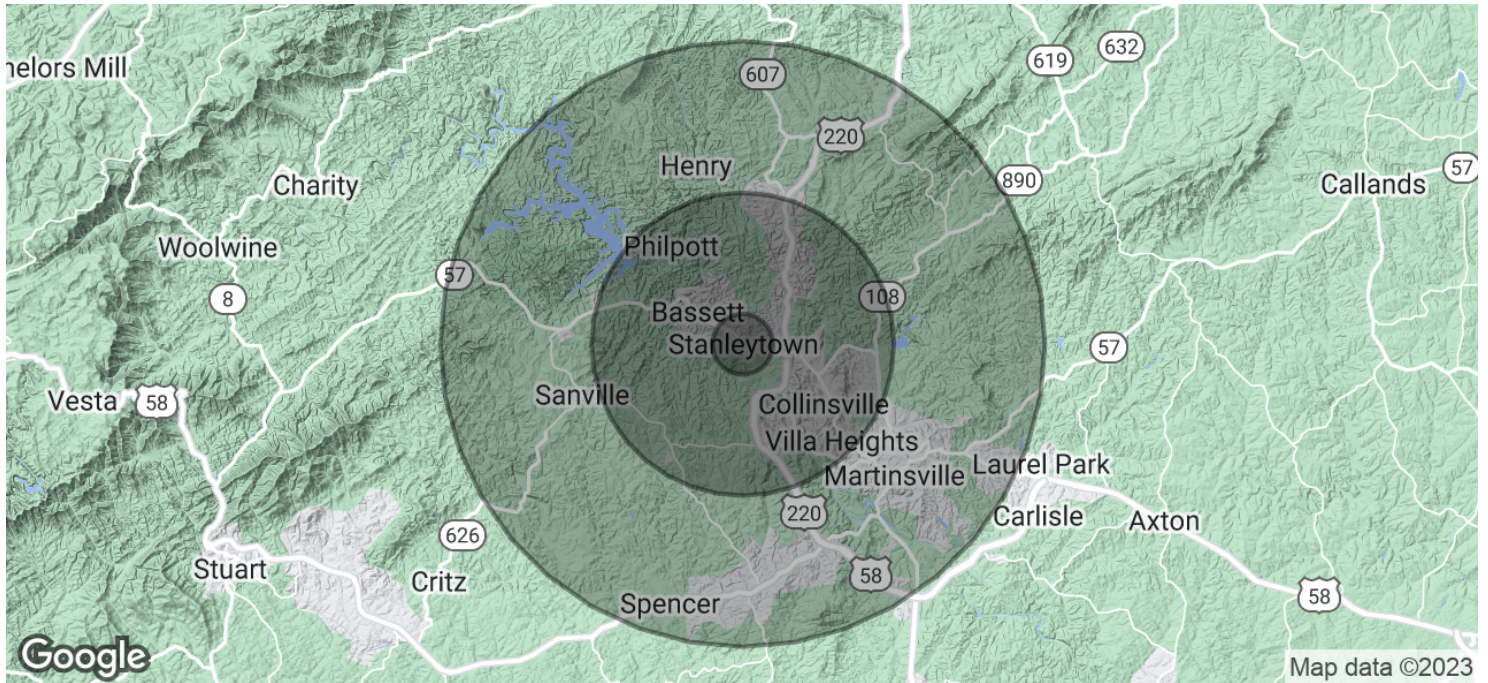 607
619
632
nelors Mill
220
Henry
890
57
Charity
Callands
Woolwine
Philpott
57
8
108
Bassett
Stanleytown
57
Vesta
58
Sanville
Collinsville
Villa Heights
Martinsville
Laurel Park
220
Carlisle
Axton
626
Stuart
Critz
58
58
Spencer
Google
Map data ©2023